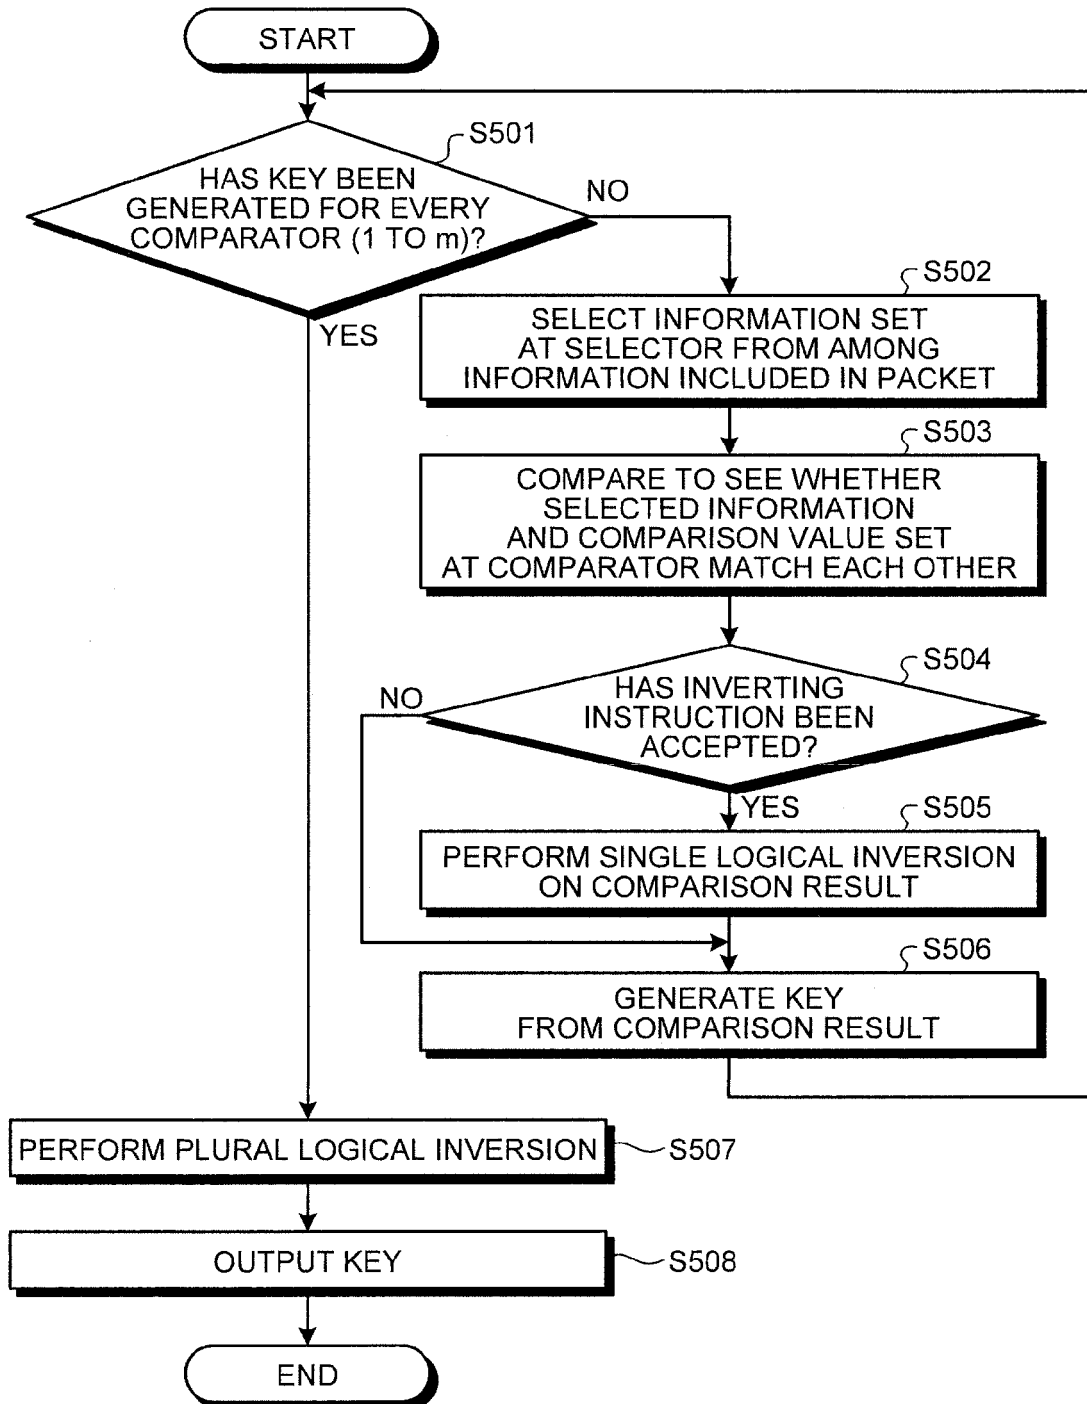 START
S501
HAS KEY BEEN
GENERATED FOR EVERY
COMPARATOR (1 TO m)?
NO
YES
S502
SELECT INFORMATION SET
AT SELECTOR FROM AMONG
INFORMATION INCLUDED IN PACKET
S503
COMPARE TO SEE WHETHER
SELECTED INFORMATION
AND COMPARISON VALUE SET
AT COMPARATOR MATCH EACH OTHER
S504
HAS INVERTING
INSTRUCTION BEEN
ACCEPTED?
NO
YES
S505
PERFORM SINGLE LOGICAL INVERSION
ON COMPARISON RESULT
S506
GENERATE KEY
FROM COMPARISON RESULT
PERFORM PLURAL LOGICAL INVERSION
S507
OUTPUT KEY
S508
END